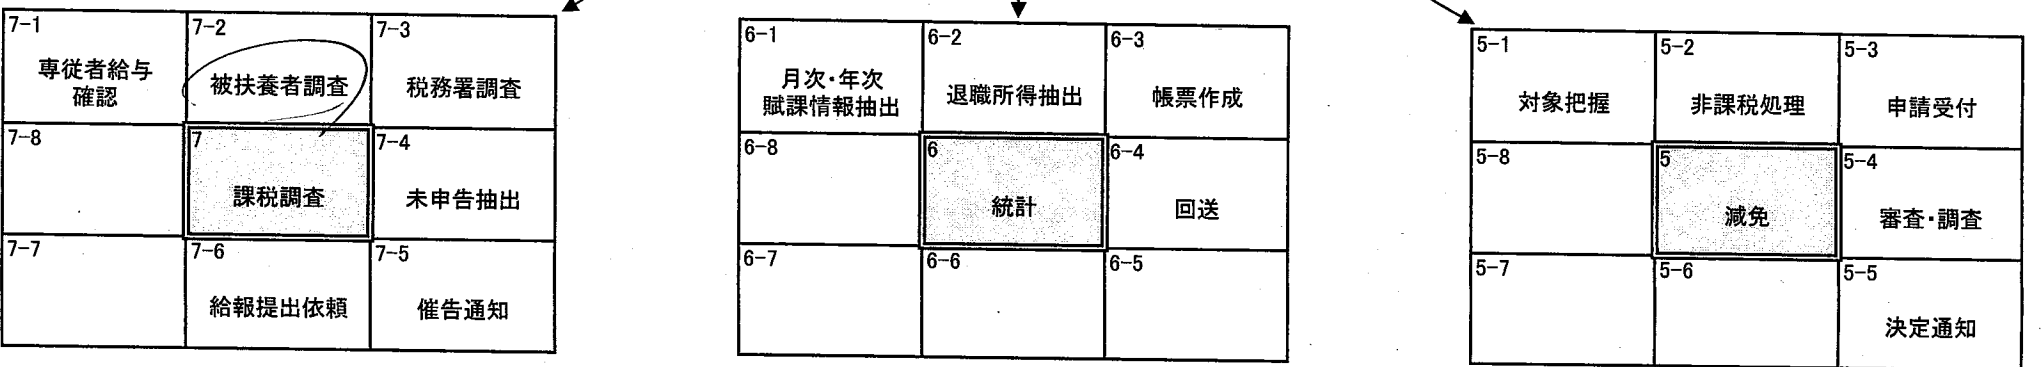 7-1
専従者給与
確認
7-2
被扶養者調査
7-3
税務署調査
7-8
7
課税調査
7-4
未申告抽出
7-7
7-6
給報提出依頼
7-5
催告通知
6-1
月次・年次
賦課情報抽出
6-2
退職所得抽出
6-3
帳票作成
6-8
6
統計
6-4
回送
6-7
6-6
6-5
5-1
対象把握
5-2
非課税処理
5-3
申請受付
5-8
5
減免
5-4
審査・調査
5-7
5-6
5-5
決定通知